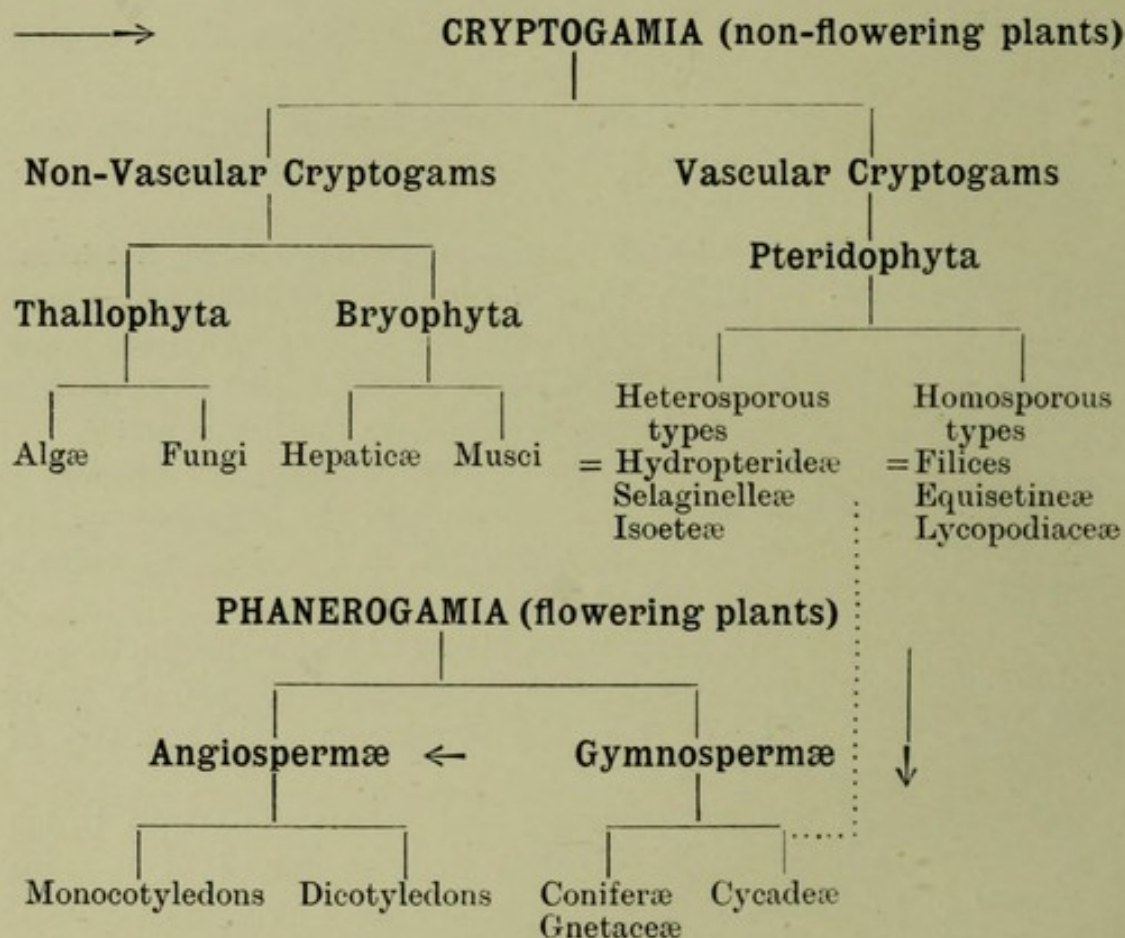 CRYPTOGAMIA (non-flowering plants)
Non-Vascular Cryptogams
Vascular Cryptogams
Pteridophyta
Thallophyta
Bryophyta
Algæ
Fungi
Hepaticæ
Musci
Heterosporous
types
= Hydropterideæ
Selaginelleæ
Isoeteæ
Homosporous
types
= Filices
Equisetineæ
Lycopodiaceæ
PHANEROGAMIA (flowering plants)
Angiospermæ
Gymnospermæ
Monocotyledons
Dicotyledons
Coniferæ
Gnetaceæ
Cycadeæ